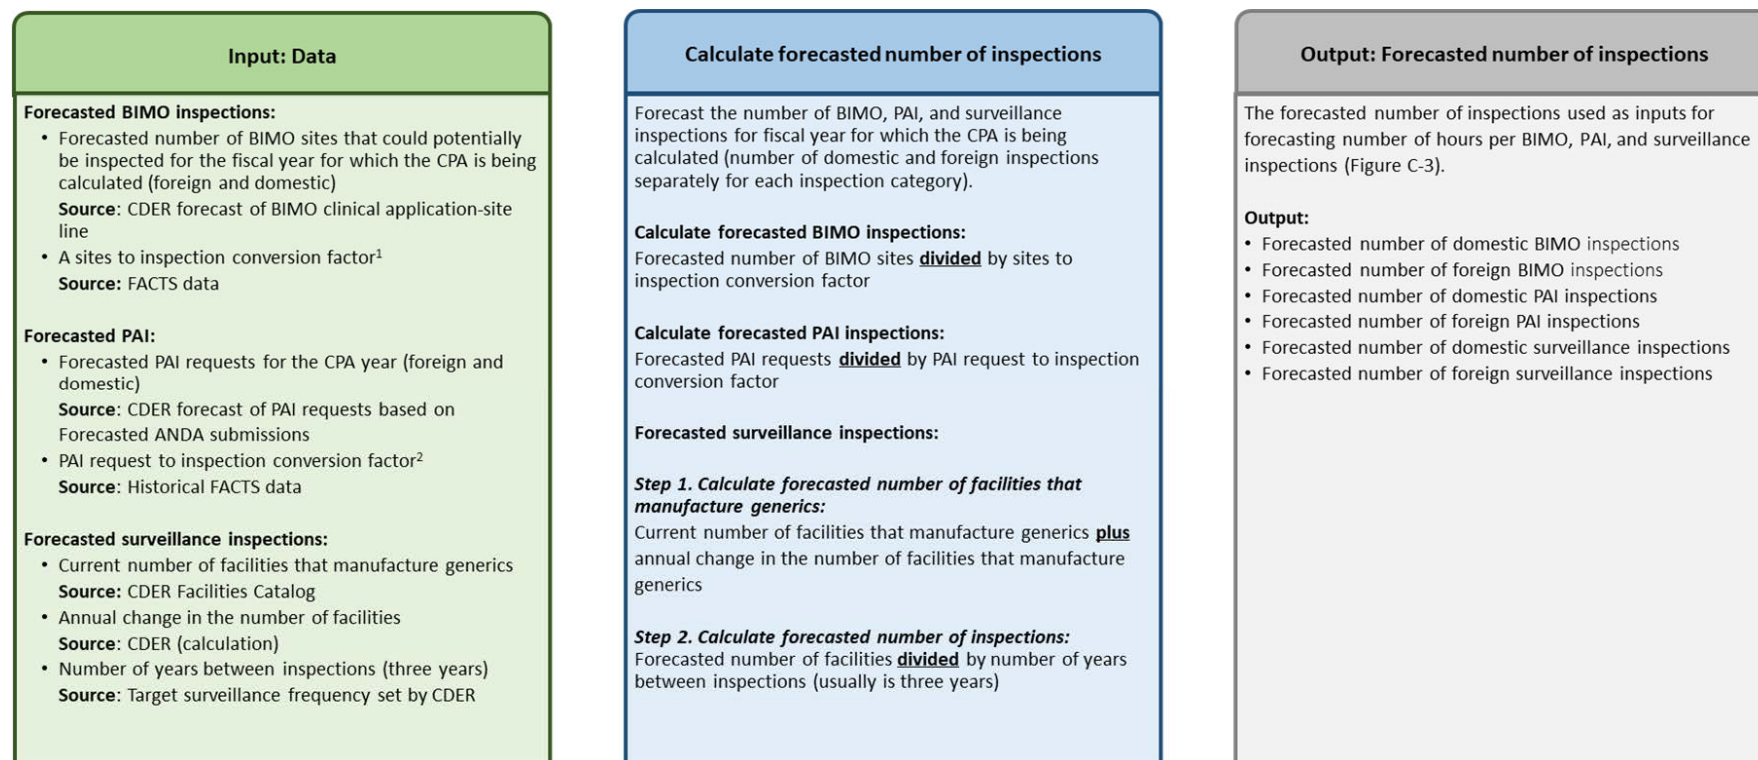 Input: Data
Forecasted BIMO inspections:
• Forecasted number of BIMO sites that could potentially
be inspected for the fiscal year for which the CPA is being
calculated (foreign and domestic)
Source: CDER forecast of BIMO clinical application-site
line
• A sites to inspection conversion factor1
Source: FACTS data
Forecasted PAI:
• Forecasted PAI requests for the CPA year (foreign and
domestic)
Source: CDER forecast of PAI requests based on
Forecasted ANDA submissions
• PAI request to inspection conversion factor2
Source: Historical FACTS data
Forecasted surveillance inspections:
• Current number of facilities that manufacture generics
Source: CDER Facilities Catalog
• Annual change in the number of facilities
Source: CDER (calculation)
• Number of years between inspections (three years)
Source: Target surveillance frequency set by CDER
Calculate forecasted number of inspections
Forecast the number of BIMO, PAI, and surveillance
inspections for fiscal year for which the CPA is being
calculated (number of domestic and foreign inspections
separately for each inspection category).
Calculate forecasted BIMO inspections:
Forecasted number of BIMO sites divided by sites to
inspection conversion factor
Calculate forecasted PAI inspections:
Forecasted PAI requests divided by PAI request to inspection
conversion factor
Forecasted surveillance inspections:
Step 1. Calculate forecasted number of facilities that
manufacture generics:
Current number of facilities that manufacture generics plus
annual change in the number of facilities that manufacture
generics
Step 2. Calculate forecasted number of inspections:
Forecasted number of facilities divided by number of years
between inspections (usually is three years)
Output: Forecasted number of inspections
The forecasted number of inspections used as inputs for
forecasting number of hours per BIMO, PAI, and surveillance
inspections (Figure C-3).
Output:
• Forecasted number of domestic BIMO inspections
• Forecasted number of foreign BIMO inspections
• Forecasted number of domestic PAI inspections
• Forecasted number of foreign PAI inspections
• Forecasted number of domestic surveillance inspections
• Forecasted number of foreign surveillance inspections